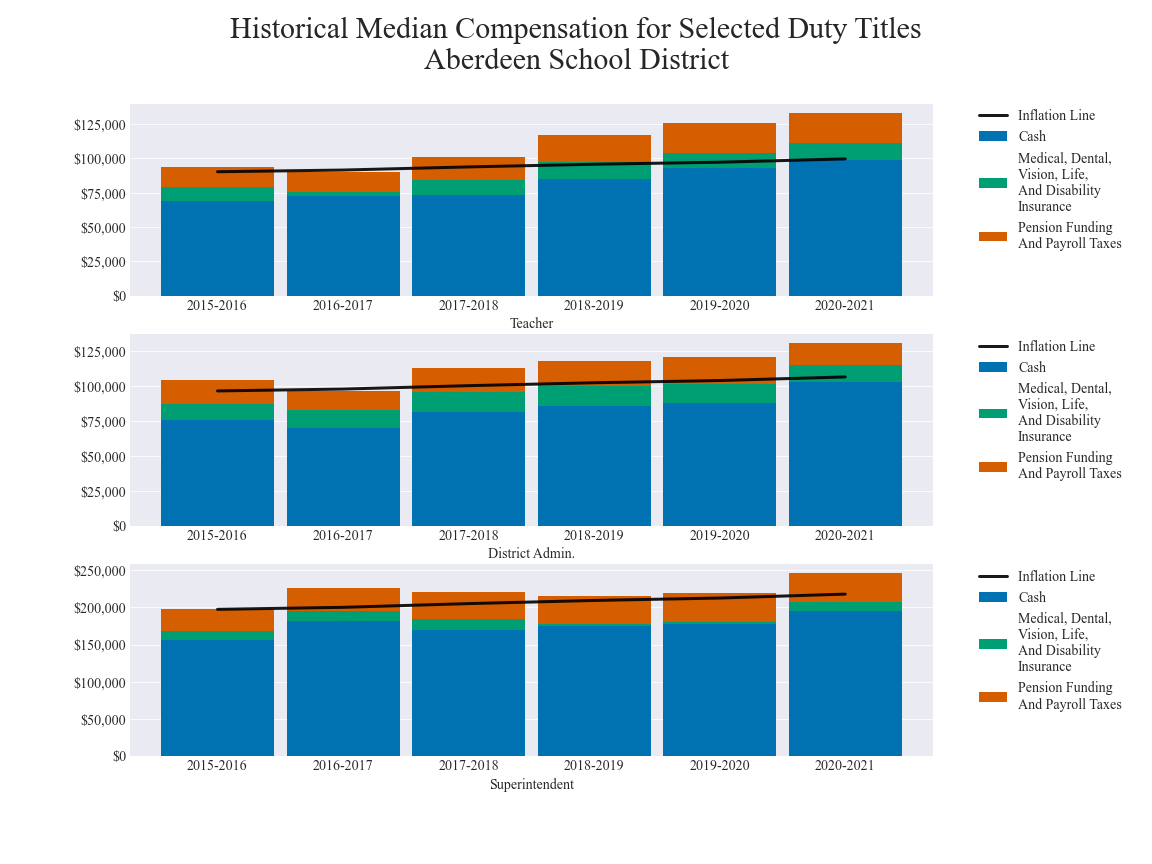 Historical Median Compensation for Selected Duty Titles
Aberdeen School District
$125,000
$100,000
$75,000
$50,000
$25,000
$0
2015-2016 2016-2017 2017-2018 2018-2019 2019-2020 2020-2021
Teacher
Inflation Line
Cash
Medical, Dental,
Vision, Life,
And Disability
Insurance
Pension Funding
And Payroll Taxes
$125,000
$100,000
$75,000
$50,000
$25,000
$0
2015-2016 2016-2017 2017-2018 2018-2019 2019-2020 2020-2021
District Admin.
Inflation Line
Cash
Medical, Dental,
Vision, Life,
And Disability
Insurance
Pension Funding
And Payroll Taxes
$250,000
$200,000
$150,000
$100,000
$50,000
$0
2015-2016 2016-2017 2017-2018 2018-2019 2019-2020 2020-2021
Superintendent
Inflation Line
Cash
Medical, Dental,
Vision, Life,
And Disability
Insurance
Pension Funding
And Payroll Taxes